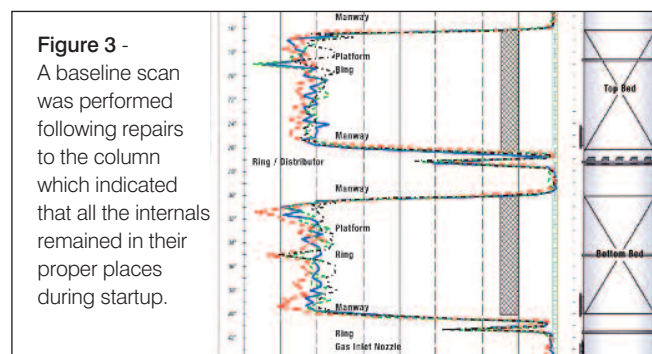 Figure 3 -
A baseline scan
was performed
following repairs
to the column
which indicated
that all the internals
remained in their
proper places
during startup.
Manway
Platform
Ring
Top Bed
Manway
Ring / Distributor
Manway
Platform
Ring
Bottom Bed
Manway
Ring
Gas Inlet Nozzle